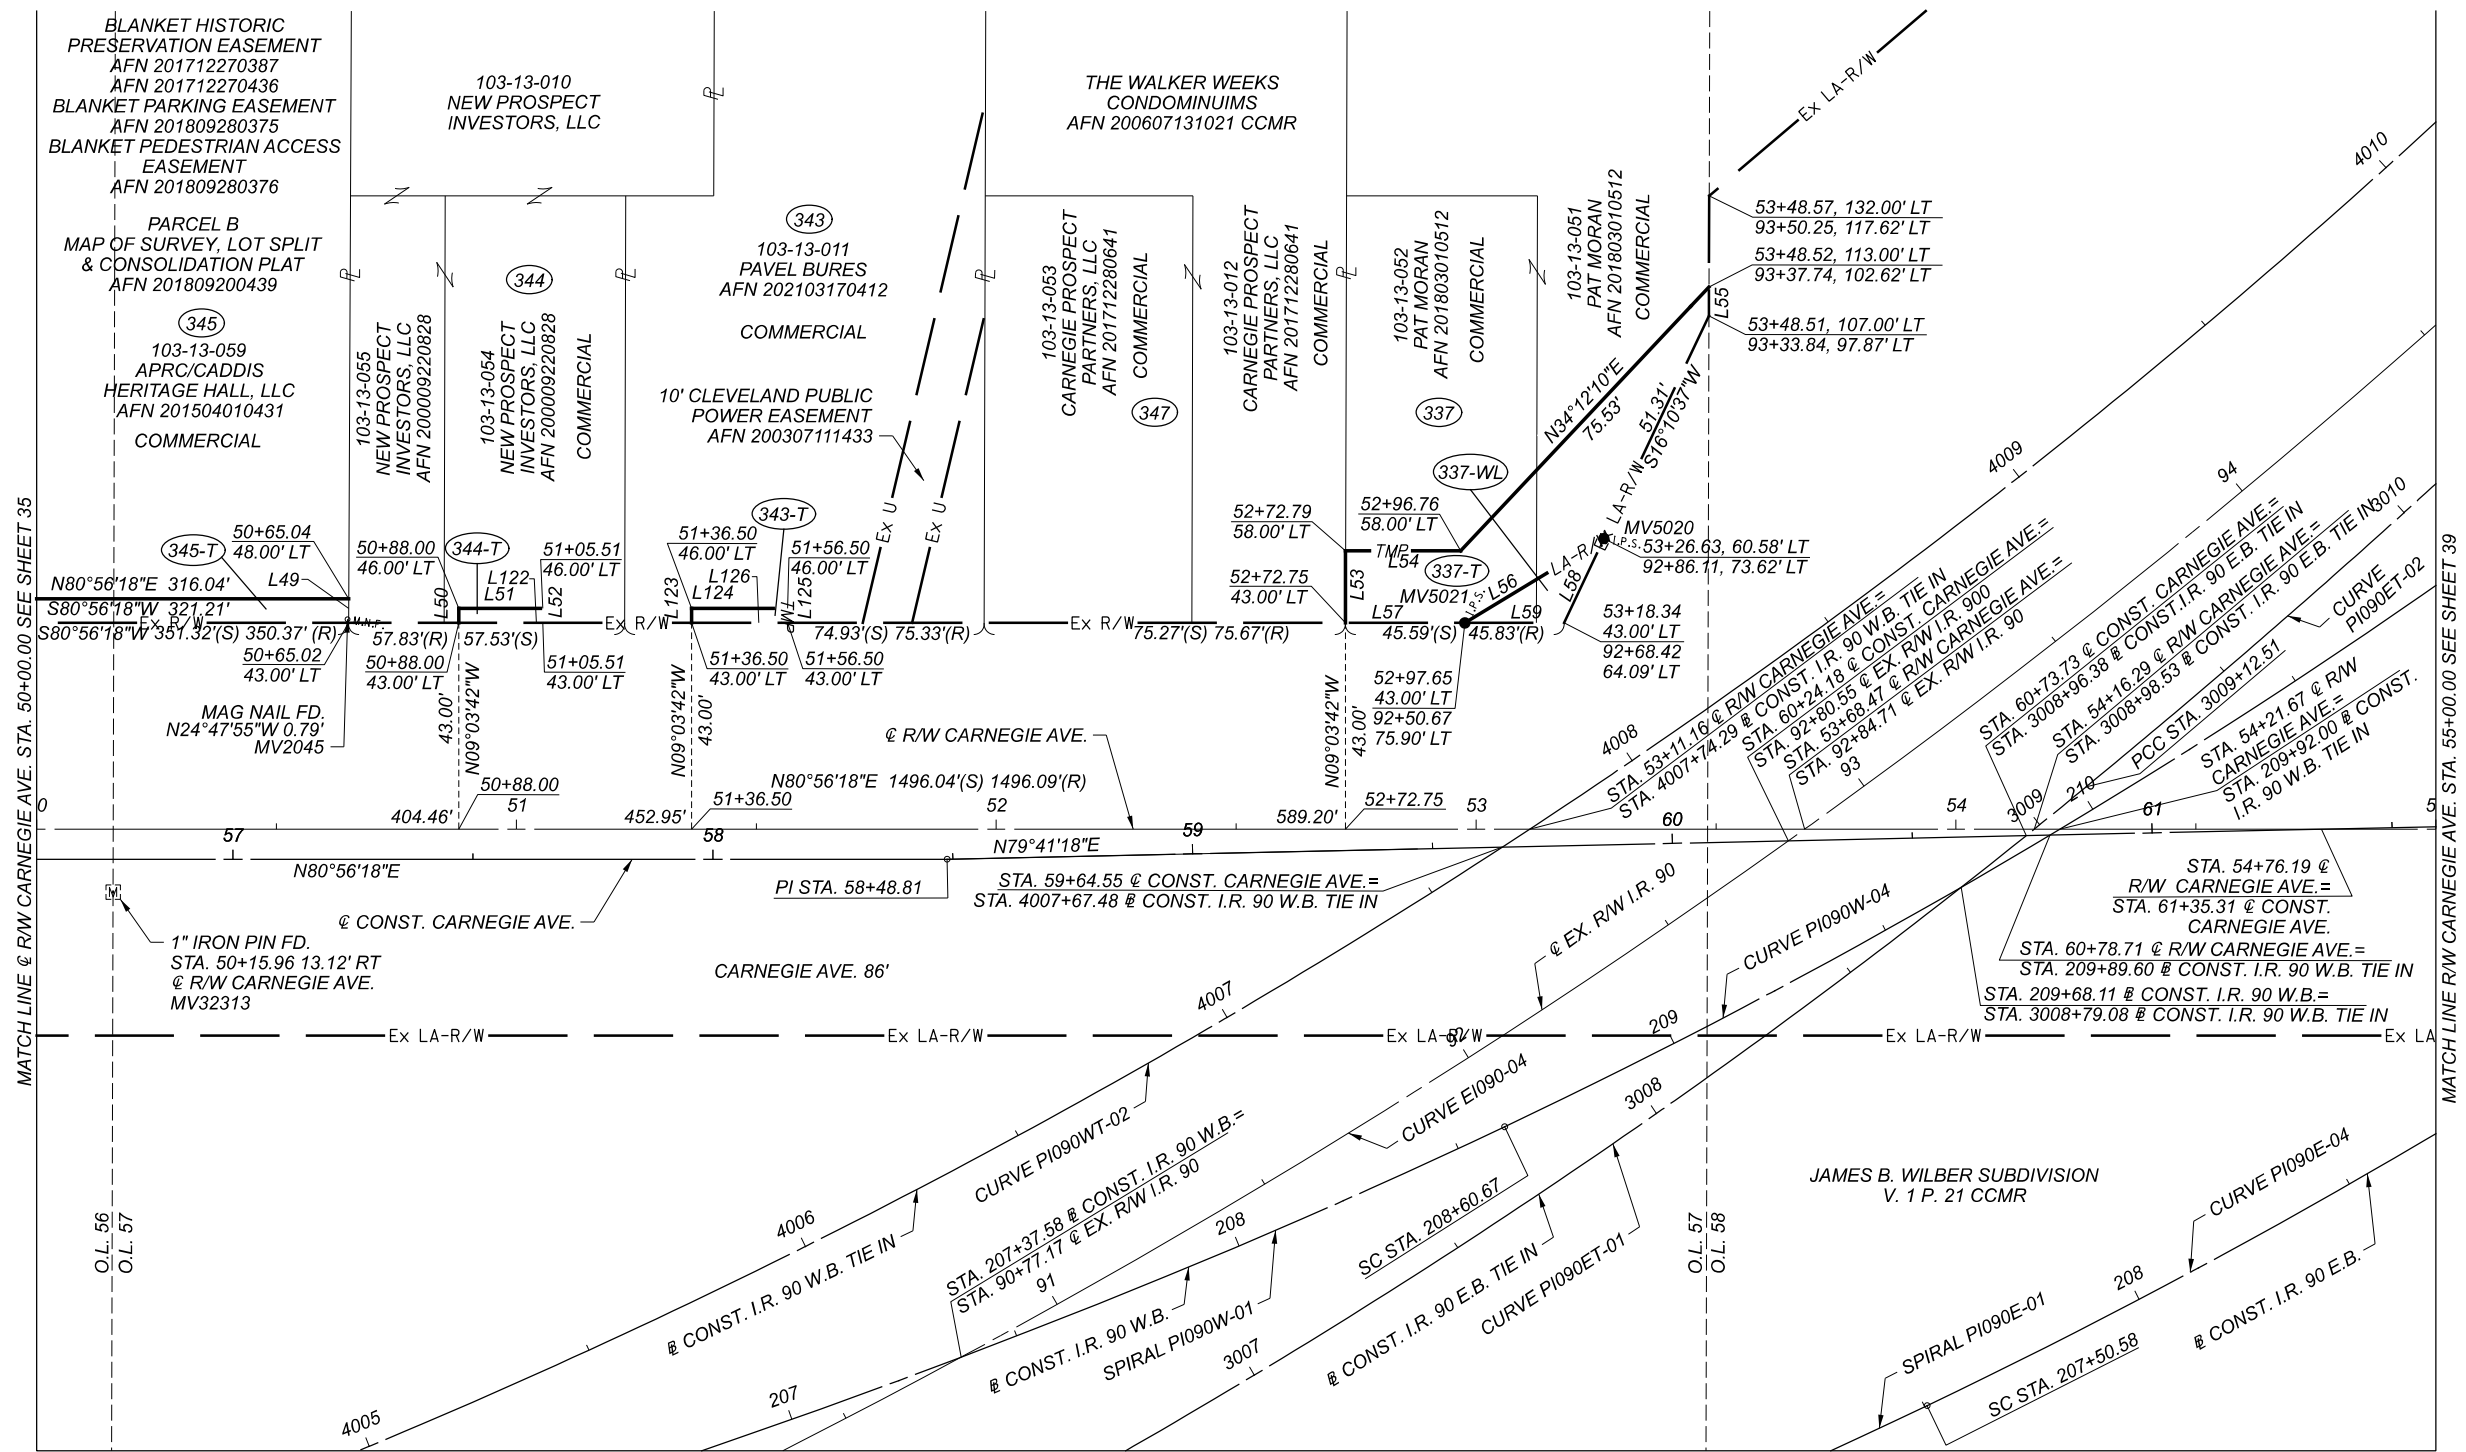 BLANKET HISTORIC
PRESERVATION EASEMENT
AFN 201712270387
AFN 201712270436
BLANKET PARKING EASEMENT
AFN 201809280375
BLANKET PEDESTRIAN ACCESS
EASEMENT
AFN 201809280376
PARCEL B
MAP OF SURVEY, LOT SPLIT
& CONSOLIDATION PLAT
AFN 201809200439
345
103-13-059
APRC/CADDIS
HERITAGE HALL, LLC
AFN 201504010431
COMMERCIAL
103-13-010
NEW PROSPECT
INVESTORS, LLC
103-13-055
NEW PROSPECT
INVESTORS, LLC
AFN 200009220828
344
103-13-054
NEW PROSPECT
INVESTORS, LLC
AFN 200009220828
COMMERCIAL
343
103-13-011
PAVEL BURES
AFN 202103170412
COMMERCIAL
10' CLEVELAND PUBLIC
POWER EASEMENT
AFN 200307111433
Ex U
Ex U
THE WALKER WEEKS
CONDOMINUIMS
AFN 200607131021 CCMR
103-13-053
CARNEGIE PROSPECT
PARTNERS, LLC
AFN 201712280641
COMMERCIAL
347
103-13-012
CARNEGIE PROSPECT
PARTNERS, LLC
AFN 201712280641
COMMERCIAL
103-13-052
PAT MORAN
AFN 201803010512
COMMERCIAL
337
103-13-051
PAT MORAN
AFN 201803010512
COMMERCIAL
Ex LA-R/W
53+48.57, 132.00' LT
93+50.25, 117.62' LT
53+48.52, 113.00' LT
93+37.74, 102.62' LT
L55
53+48.51, 107.00' LT
93+33.84, 97.87' LT
N34°12'10"E
75.53'
51.31'
S16°10'37"W
LA-R/W
337-WL
MV5020
I.P.S.
53+26.63, 60.58' LT
92+86.11, 73.62' LT
345-T
50+65.04
48.00' LT
L49
N80°56'18"E 316.04'
S80°56'18"W 321.21'
Ex R/W
S80°56'18"W 351.32'(S) 350.37' (R)
M.N.F.
50+65.02
43.00' LT
MAG NAIL FD.
N24°47'55"W 0.79'
MV2045
50+88.00
46.00' LT
344-T
L50
L122
L51
L52
51+05.51
46.00' LT
57.83'(R)
57.53'(S)
50+88.00
43.00' LT
51+05.51
43.00' LT
Ex R/W
51+36.50
46.00' LT
343-T
L123
L126
L124
L125
TMP
51+56.50
46.00' LT
51+36.50
43.00' LT
51+56.50
43.00' LT
74.93'(S) 75.33'(R)
Ex R/W
75.27'(S) 75.67'(R)
52+72.79
58.00' LT
52+96.76
58.00' LT
TMP
L54
337-T
52+72.75
43.00' LT
L53
MV5021
I.P.S.
L56
LA-R/W
L57
L58
L59
45.59'(S) 45.83'(R)
52+97.65
43.00' LT
92+50.67
75.90' LT
53+18.34
43.00' LT
92+68.42
64.09' LT
43.00'
N09°03'42"W
N09°03'42"W
43.00'
N09°03'42"W
43.00'
℄ R/W CARNEGIE AVE.
N80°56'18"E 1496.04'(S) 1496.09'(R)
50+88.00
51+36.50
52+72.75
404.46'
452.95'
589.20'
0
51
52
53
54
5
57
58
59
60
61
N80°56'18"E
N79°41'18"E
PI STA. 58+48.81
STA. 59+64.55 ℄ CONST. CARNEGIE AVE.=
STA. 4007+67.48 BL CONST. I.R. 90 W.B. TIE IN
STA. 53+11.16 ℄ R/W CARNEGIE AVE.=
STA. 4007+74.29 BL CONST. I.R. 90 W.B. TIE IN
STA. 60+24.18 ℄ CONST. CARNEGIE AVE.=
STA. 92+80.55 ℄ EX. R/W I.R. 900
STA. 53+68.47 ℄ R/W CARNEGIE AVE.=
STA. 92+84.71 ℄ EX. R/W I.R. 90
STA. 60+73.73 ℄ CONST. CARNEGIE AVE.=
STA. 3008+96.38 BL CONST. I.R. 90 E.B. TIE IN
STA. 54+16.29 ℄ R/W CARNEGIE AVE.=
STA. 3008+98.53 BL CONST. I.R. 90 E.B. TIE IN
PCC STA. 3009+12.51
CURVE
PI090ET-02
STA. 54+21.67 ℄ R/W
CARNEGIE AVE.=
STA. 209+92.00 BL CONST.
I.R. 90 W.B. TIE IN
4010
4009
4008
4007
4006
4005
94
93
92
91
3010
3009
3008
3007
210
209
208
207
STA. 54+76.19 ℄
R/W CARNEGIE AVE.=
STA. 61+35.31 ℄ CONST.
CARNEGIE AVE.
STA. 60+78.71 ℄ R/W CARNEGIE AVE.=
STA. 209+89.60 BL CONST. I.R. 90 W.B. TIE IN
STA. 209+68.11 BL CONST. I.R. 90 W.B.=
STA. 3008+79.08 BL CONST. I.R. 90 W.B. TIE IN
℄ CONST. CARNEGIE AVE.
M
1" IRON PIN FD.
STA. 50+15.96 13.12' RT
℄ R/W CARNEGIE AVE.
MV32313
CARNEGIE AVE. 86'
℄ EX. R/W I.R. 90
CURVE PI090W-04
Ex LA-R/W
Ex LA-R/W
Ex LA-R/W
Ex LA-R/W
Ex LA
CURVE EI090-04
CURVE PI090WT-02
BL CONST. I.R. 90 W.B. TIE IN
STA. 207+37.58 BL CONST. I.R. 90 W.B.=
STA. 90+77.17 ℄ EX. R/W I.R. 90
BL CONST. I.R. 90 W.B.
SPIRAL PI090W-01
SC STA. 208+60.67
BL CONST. I.R. 90 E.B. TIE IN
CURVE PI090ET-01
JAMES B. WILBER SUBDIVISION
V. 1 P. 21 CCMR
CURVE PI090E-04
208
BL CONST. I.R. 90 E.B.
SPIRAL PI090E-01
SC STA. 207+50.58
O.L. 56
O.L. 57
O.L. 57
O.L. 58
MATCH LINE ℄ R/W CARNEGIE AVE. STA. 50+00.00 SEE SHEET 35
MATCH LINE R/W CARNEGIE AVE. STA. 55+00.00 SEE SHEET 39